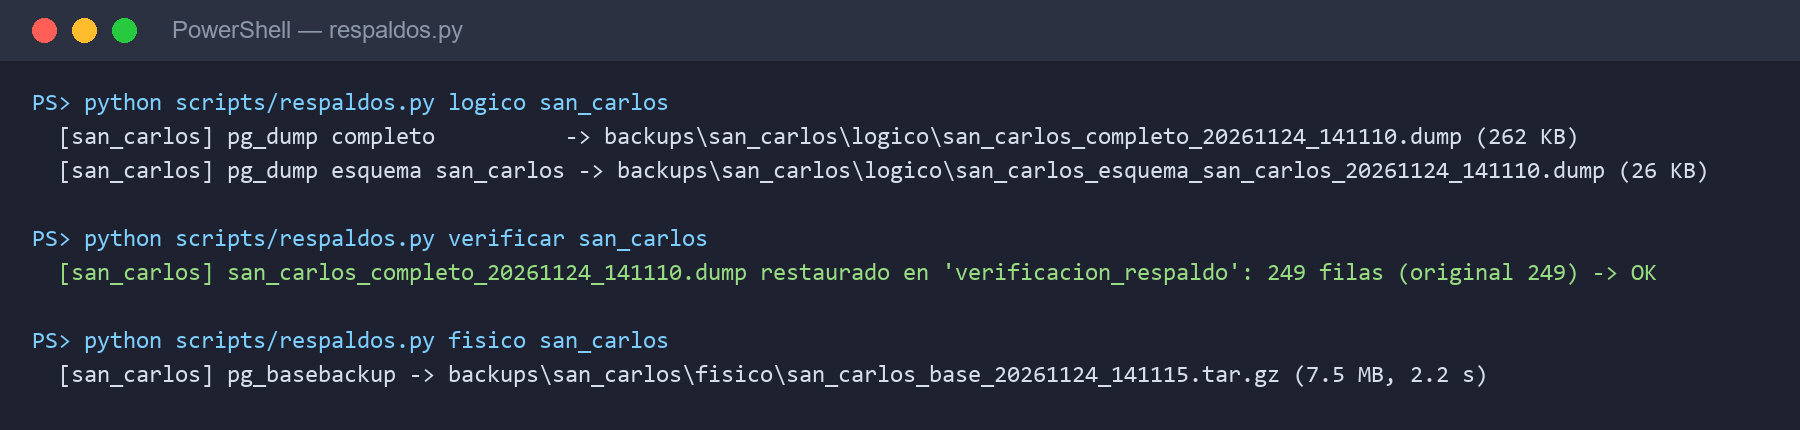 PowerShell — respaldos.py
PS> python scripts/respaldos.py logico san_carlos
[san_carlos] pg_dump completo          -> backups\san_carlos\logico\san_carlos_completo_20261124_141110.dump (262 KB)
[san_carlos] pg_dump esquema san_carlos -> backups\san_carlos\logico\san_carlos_esquema_san_carlos_20261124_141110.dump (26 KB)
PS> python scripts/respaldos.py verificar san_carlos
[san_carlos] san_carlos_completo_20261124_141110.dump restaurado en 'verificacion_respaldo': 249 filas (original 249) -> OK
PS> python scripts/respaldos.py fisico san_carlos
[san_carlos] pg_basebackup -> backups\san_carlos\fisico\san_carlos_base_20261124_141115.tar.gz (7.5 MB, 2.2 s)